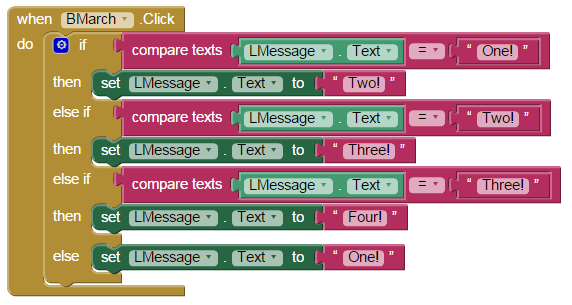 when BMarch .Click
do if compare texts LMessage . Text = “ One! ”
then set LMessage . Text to “ Two! ”
else if compare texts LMessage . Text = “ Two! ”
then set LMessage . Text to “ Three! ”
else if compare texts LMessage . Text = “ Three! ”
then set LMessage . Text to “ Four! ”
else set LMessage . Text to “ One! ”